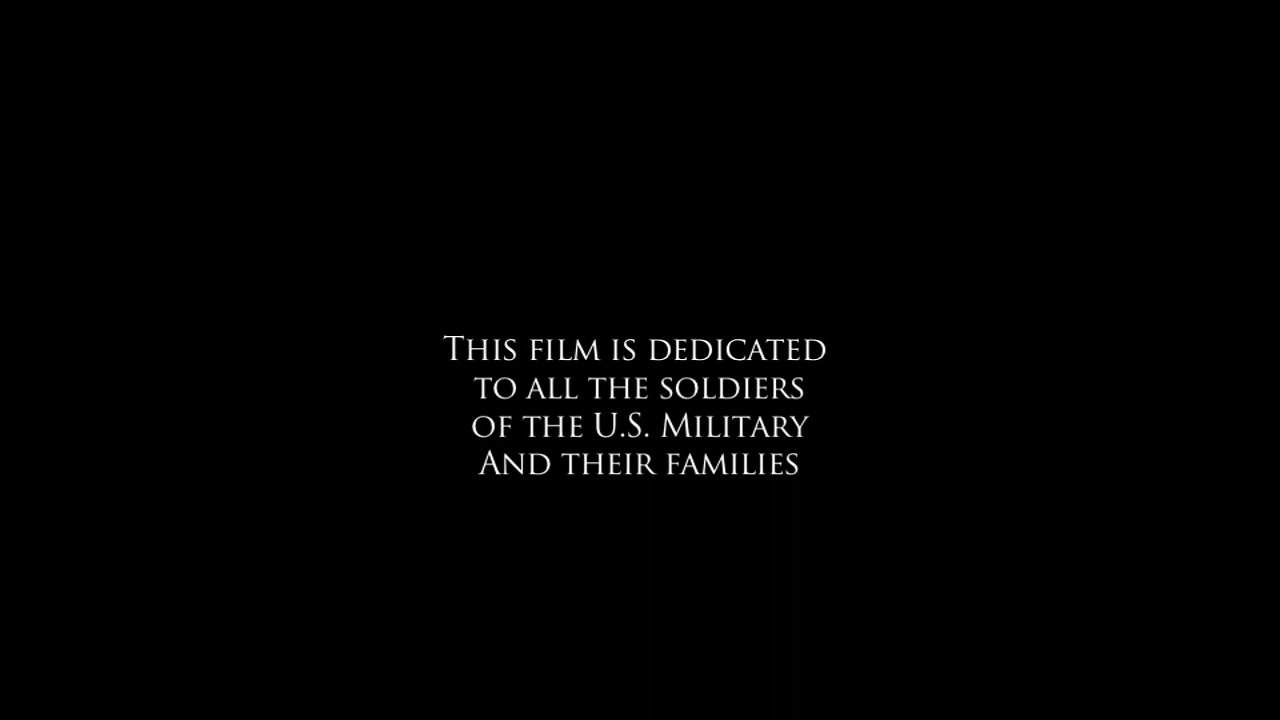 This film is dedicated
to all the soldiers
of the U.S. Military
And their families